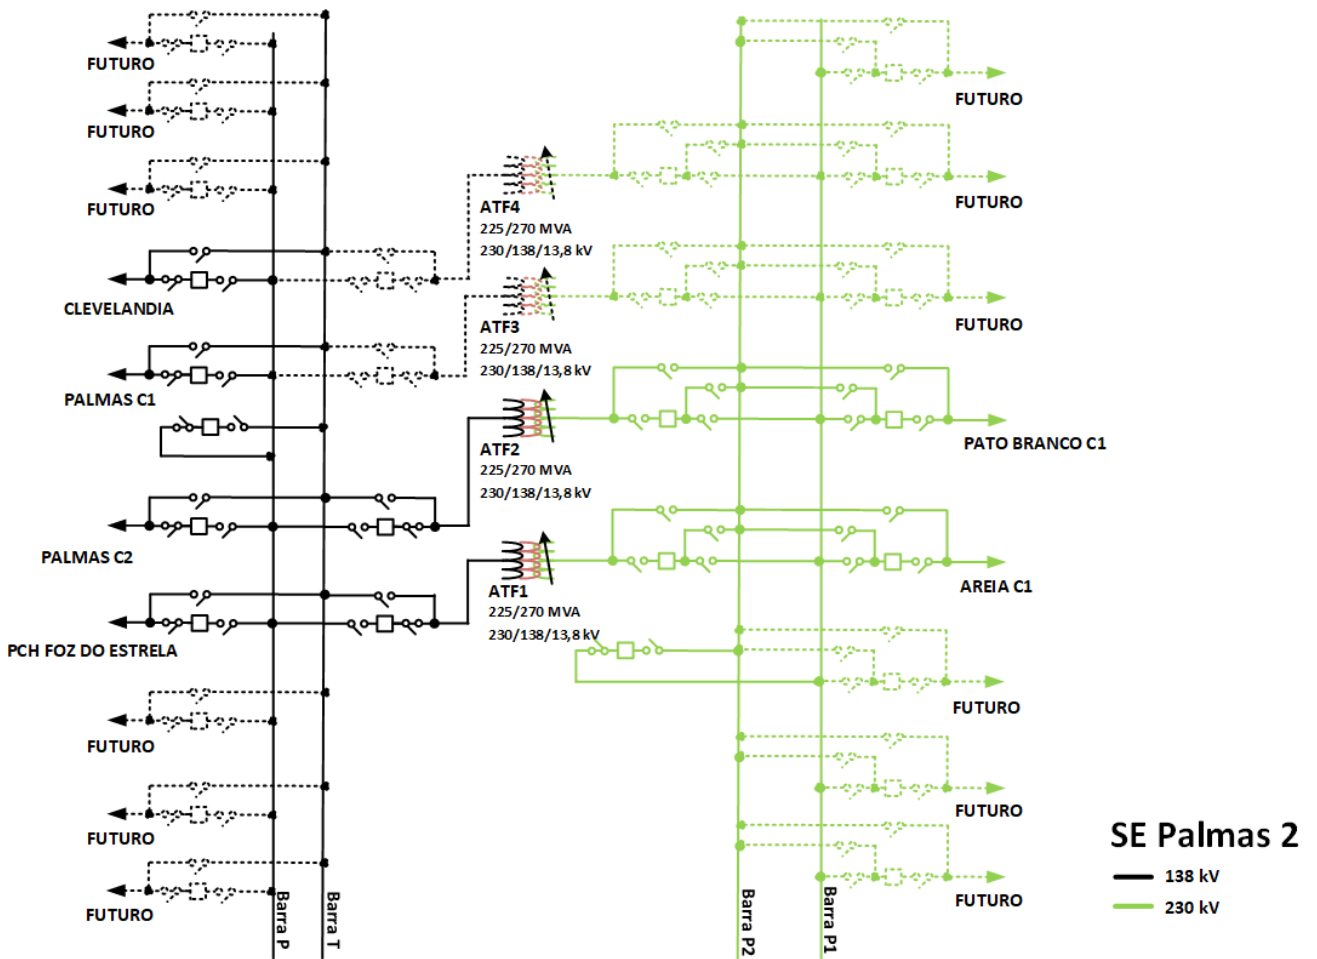 FUTURO
FUTURO
FUTURO
CLEVELANDIA
PALMAS C1
PALMAS C2
PCH FOZ DO ESTRELA
FUTURO
FUTURO
FUTURO
Barra P
Barra T
ATF4
225/270 MVA
230/138/13,8 kV
ATF3
225/270 MVA
230/138/13,8 kV
ATF2
225/270 MVA
230/138/13,8 kV
ATF1
225/270 MVA
230/138/13,8 kV
FUTURO
FUTURO
FUTURO
PATO BRANCO C1
AREIA C1
FUTURO
FUTURO
FUTURO
Barra P2
Barra P1
SE Palmas 2
138 kV
230 kV